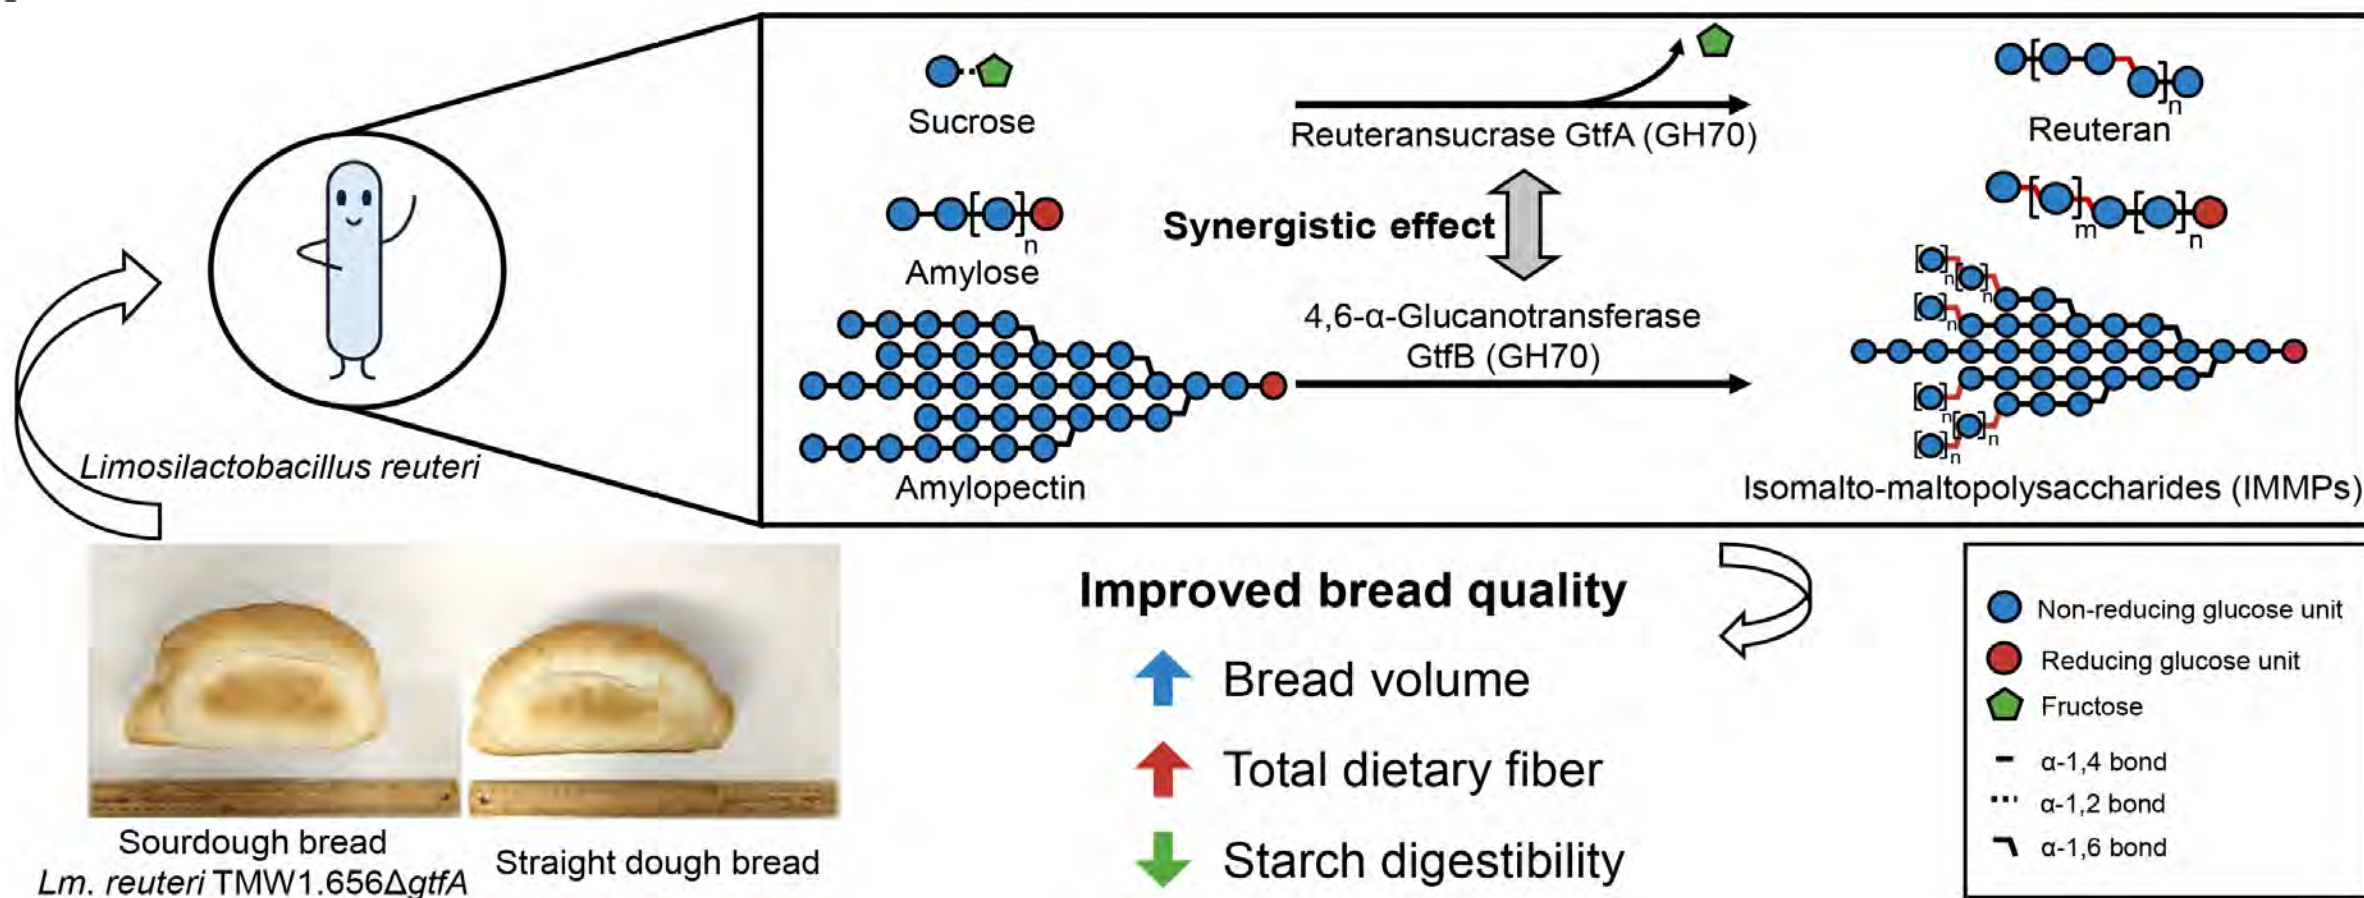 Sucrose
Reuteransucrase GtfA (GH70)
n
Reuteran
Synergistic effect
n
Amylose
m
n
4,6-α-Glucanotransferase
GtfB (GH70)
n
n
n
n
n
n
n
Amylopectin
Isomalto-maltopolysaccharides (IMMPs)
Limosilactobacillus reuteri
Improved bread quality
Bread volume
Total dietary fiber
Starch digestibility
Sourdough bread
Lm. reuteri TMW1.656ΔgtfA
Straight dough bread
Non-reducing glucose unit
Reducing glucose unit
Fructose
α-1,4 bond
α-1,2 bond
α-1,6 bond